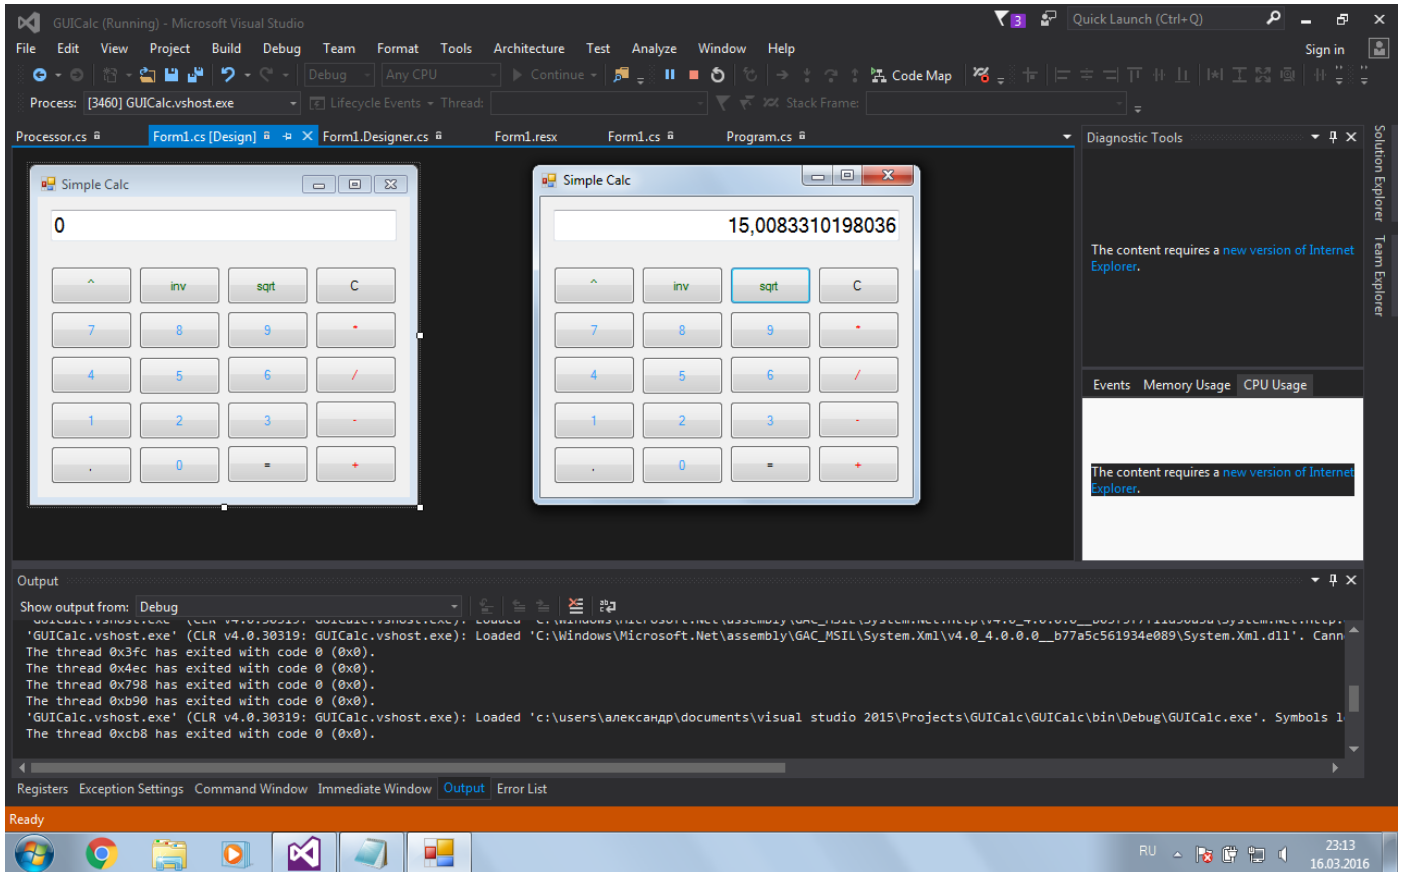 GUICalc (Running) - Microsoft Visual Studio
3
Quick Launch (Ctrl+Q)
File Edit View Project Build Debug Team Format Tools Architecture Test Analyze Window Help
Sign in
Debug Any CPU Continue Code Map
Process: [3460] GUICalc.vshost.exe Lifecycle Events Thread: Stack Frame:
Processor.cs Form1.cs [Design] Form1.Designer.cs Form1.resx Form1.cs Program.cs
Diagnostic Tools
Solution Explorer
Team Explorer
Simple Calc
0
^ inv sqrt C
7 8 9 *
4 5 6 /
1 2 3 -
. 0 = +
Simple Calc
15,0083310198036
^ inv sqrt C
7 8 9 *
4 5 6 /
1 2 3 -
. 0 = +
The content requires a new version of Internet
Explorer.
Events Memory Usage CPU Usage
The content requires a new version of Internet
Explorer.
Output
Show output from: Debug
'GUICalc.vshost.exe' (CLR v4.0.30319: GUICalc.vshost.exe): Loaded 'C:\Windows\Microsoft.Net\assembly\GAC_MSIL\System.Xml\v4.0_4.0.0.0__b77a5c561934e089\System.Xml.dll'. Cann
The thread 0x3fc has exited with code 0 (0x0).
The thread 0x4ec has exited with code 0 (0x0).
The thread 0x798 has exited with code 0 (0x0).
The thread 0xb90 has exited with code 0 (0x0).
'GUICalc.vshost.exe' (CLR v4.0.30319: GUICalc.vshost.exe): Loaded 'c:\users\александр\documents\visual studio 2015\Projects\GUICalc\GUICalc\bin\Debug\GUICalc.exe'. Symbols l
The thread 0xcb8 has exited with code 0 (0x0).
Registers Exception Settings Command Window Immediate Window Output Error List
Ready
RU
23:13
16.03.2016